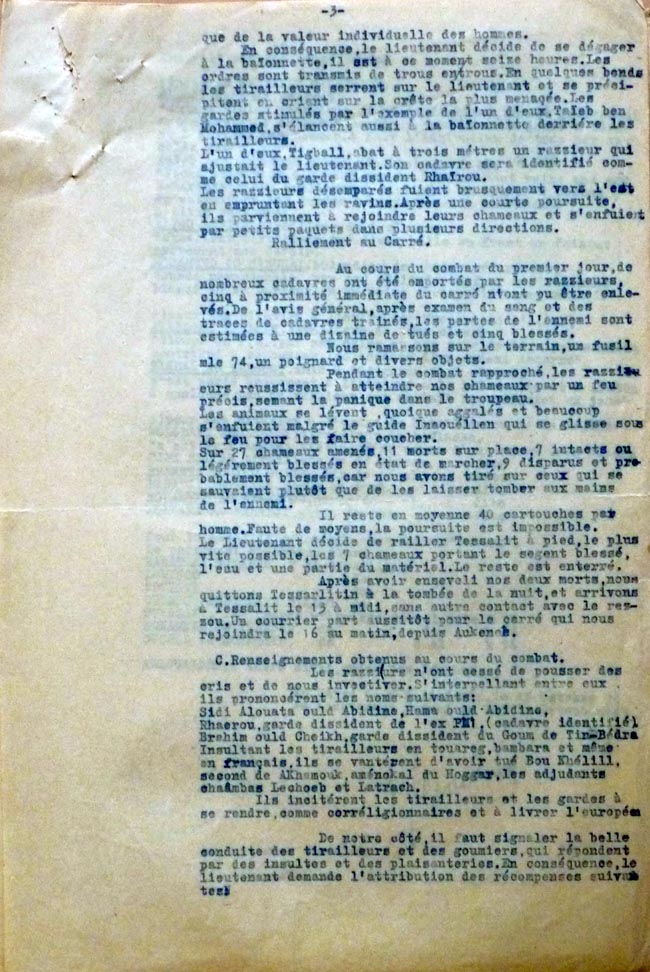 -3-
que de la valeur individuelle des hommes.
En conséquence,le lieutenant décide de se dégager
à la baïonnette,il est à ce moment seize heures.Les
ordres sont transmis de trous entrous.En quelques bonds
les tirailleurs serrent sur le lieutenant et se préci-
pitent en criant sur la crête la plus menaçée.Les
gardes stimulés par l'exemple de l'un d'eux,Taïeb ben
Mohammed,s'élancent aussi à la baïonnette derriére les
tirailleurs.
L'un d'eux,Tigball,abat à trois métres un razzieur qui
ajustait le lieutenant.Son cadavre sera identifié com-
me celui du garde dissident Rhaïrou.
Les razzieurs désemparés fuient brusquement vers l'est
en empruntant les ravins.Après une courte poursuite,
ils parviennent à rejoindre leurs chameaux et s'enfuient
par petits paquets dans plusieurs directions.
Ralliement au Carré.
Au cours du combat du premier jour,de
nombreux cadavres ont été emportés par les razzieurs,
cinq à proximité immédiate du carré n'ont pu être enle-
vés.De l'avis général,après examen du sang et des
traces de cadavres trainés,les pertes de l'ennemi sont
estimées à une dizaine de tués et cinq blessés.
Nous ramassons sur le terrain,un fusil
mle 74,un poignard et divers objets.
Pendant le combat rapproché,les razzi
eurs reussissent à atteindre nos chameaux par un feu
précis,semant la panique dans le troupeau.
Les animaux se lévent,quoique aggalés et beaucoup
s'enfuient malgré le guide Inaouéllen qui se glisse sous
le feu pour les faire coucher.
Sur 27 chameaux amenés,11 morts sur place,7 intacts ou
légérement blessés en état de marcher,9 disparus et pro-
bablement blessés,car nous avons tiré sur ceux qui se
sauvaient plutôt que de les laisser tomber aux mains
de l'ennemi.
Il reste en moyenne 40 cartouches par
homme.Faute de moyens,la poursuite est impossible.
Le Lieutenant décide de railler Tessalit à pied,le plus
vite possible,les 7 chameaux portant le segent blessé,
l'eau et une partie du matériel.Le reste est enterré.
Après avoir enseveli nos deux morts,nous
quittons Tessarlitin à la tombée de la nuit,et arrivons
à Tessalit le 13 à midi,sans autre contact avec le rez-
zou.Un courrier part aussitôt pour le carré qui nous
rejoindra le 16 au matin,depuis
C.Renseignements obtenus au cours du combat.
Les razzieurs n'ont cessé de pousser des
cris et de nous invectiver.S'interpellant entre eux
ils prononcérent les noms suivants:
Sidi Alouata ould Abidine,Hama ould Abidine,
Rhaerou,garde dissident de l'ex (cadavre identifié)
Brahim ould Cheikh,garde dissident du Goum de Tin-Bédra
Insultant les tirailleurs en touareg,bambara et même
en français,ils se vantérent d'avoir tué Bou Khélill,
second de AKhamouk,aménokal du Hoggar,les adjudants
chaâmbas Lechoeb et Latrach.
Ils incitérent les tirailleurs et les gardes à
se rendre,comme corréligionnaires et à livrer l'européen
De notre côté,il faut signaler la belle
conduite des tirailleurs et des goumiers,qui répondent
par des insultes et des plaisanteries.En conséquence,le
lieutenant demande l'attribution des récompenses suivan
tes: